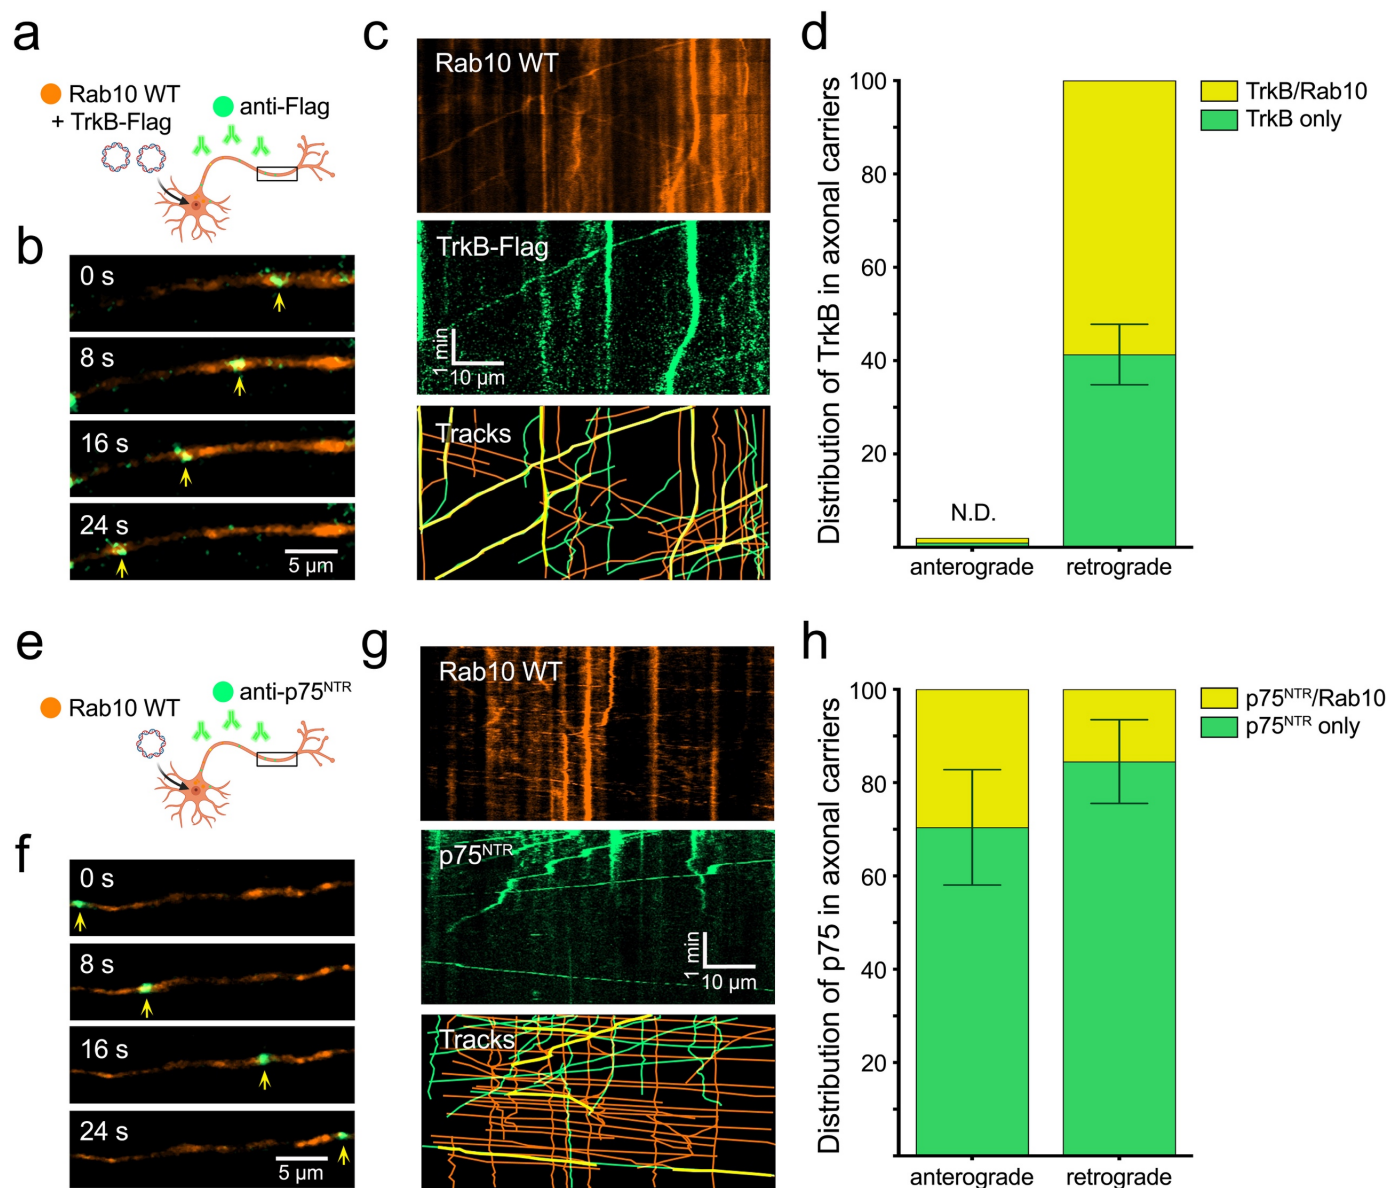 a
Rab10 WT
+ TrkB-Flag
anti-Flag
b
0 s
8 s
16 s
24 s
5 µm
c
Rab10 WT
TrkB-Flag
1 min
10 µm
Tracks
d
Distribution of TrkB in axonal carriers
100
80
60
40
20
N.D.
anterograde
retrograde
TrkB/Rab10
TrkB only
e
Rab10 WT
anti-p75NTR
f
0 s
8 s
16 s
24 s
5 µm
g
Rab10 WT
p75NTR
1 min
10 µm
Tracks
h
Distribution of p75 in axonal carriers
100
80
60
40
20
anterograde
retrograde
p75NTR/Rab10
p75NTR only